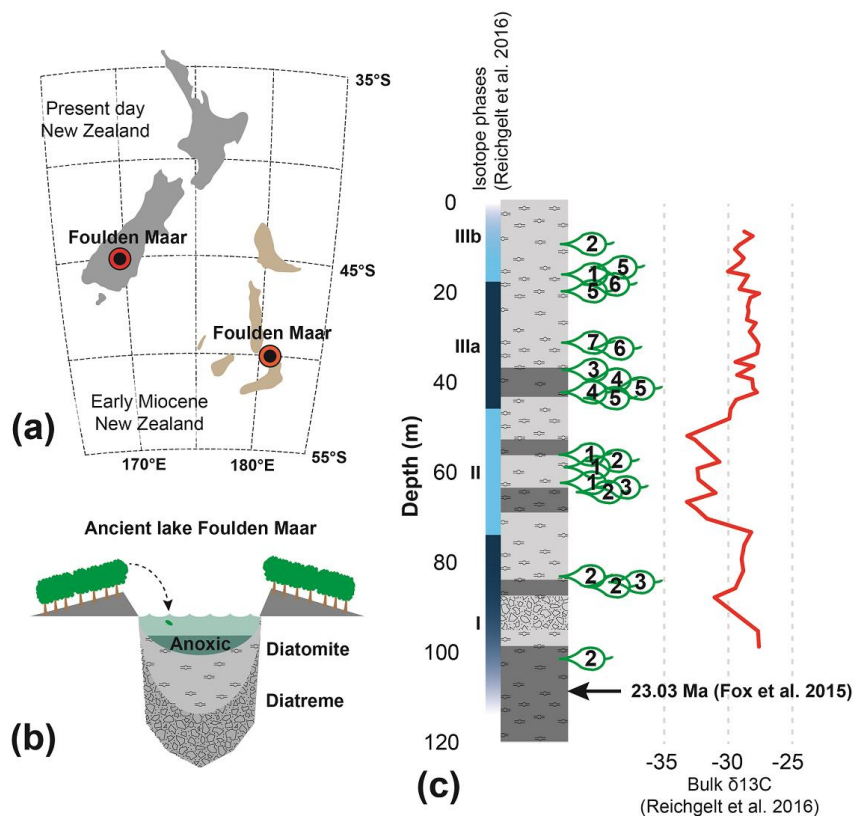 (a)
Present day
New Zealand
Foulden Maar
Foulden Maar
Early Miocene
New Zealand
35°S
45°S
55°S
170°E
180°E
(b)
Ancient lake Foulden Maar
Anoxic
Diatomite
Diatreme
(c)
Isotope phases
(Reichgelt et al. 2016)
IIIb
IIIa
II
I
Depth (m)
0
20
40
60
80
100
120
2
5
1
6
5
7
6
3
4
5
4
5
1
2
1
1
3
2
2
3
2
2
23.03 Ma (Fox et al. 2015)
-35
-30
-25
Bulk δ13C
(Reichgelt et al. 2016)